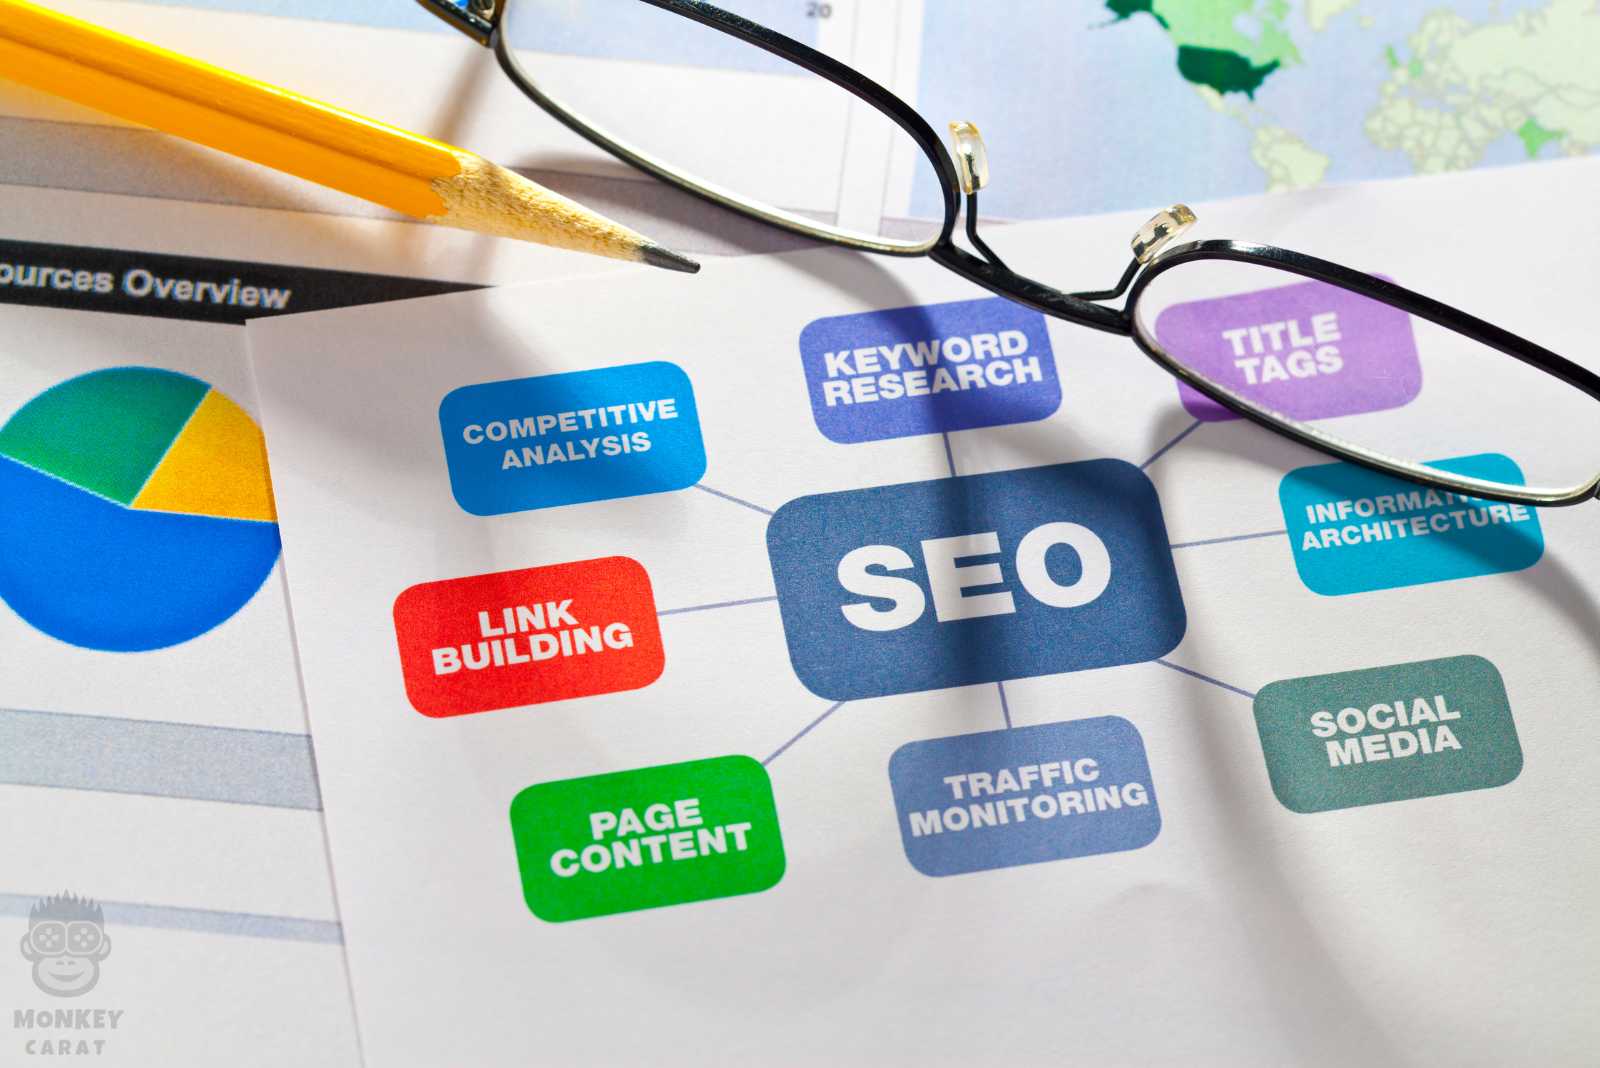 20
ources Overview
KEYWORD
RESEARCH
TITLE
TAGS
COMPETITIVE
ANALYSIS
SEO
ARCHITECTURE
LINK
BUILDING
SOCIAL
MEDIA
PAGE
CONTENT
TRAFFIC
MONITORING
MONKEY
CARAT